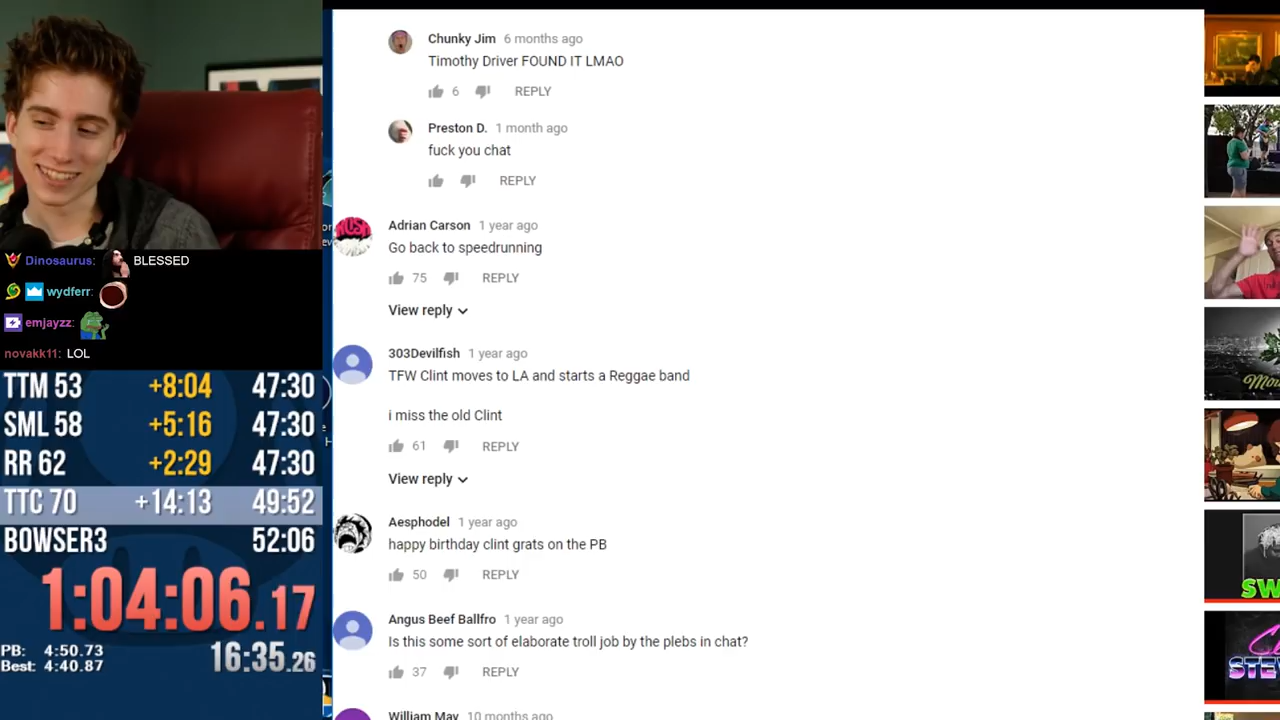 Chunky Jim 6 months ago
Timothy Driver FOUND IT LMAO
6 REPLY
Preston D. 1 month ago
fuck you chat
REPLY
Adrian Carson 1 year ago
Go back to speedrunning
75 REPLY
View reply
303Devilfish 1 year ago
TFW Clint moves to LA and starts a Reggae band
i miss the old Clint
61 REPLY
View reply
Aesphodel 1 year ago
happy birthday clint grats on the PB
50 REPLY
Angus Beef Ballfro 1 year ago
Is this some sort of elaborate troll job by the plebs in chat?
37 REPLY
William May 10 months ago
Dinosaurus: BLESSED
wydferr:
emjayzz:
novakk11: LOL
TTM 53 +8:04 47:30
SML 58 +5:16 47:30
RR 62 +2:29 47:30
TTC 70 +14:13 49:52
BOWSER3 52:06
1:04:06.17
PB: 4:50.73
Best: 4:40.87
16:35.26
SW
STE